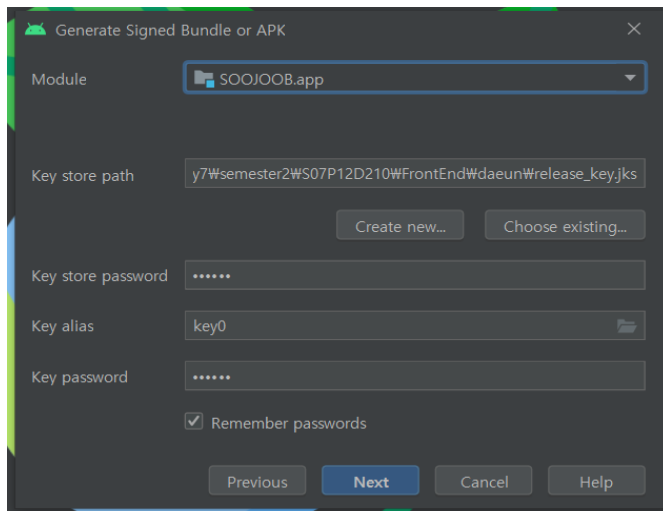 Generate Signed Bundle or APK
Module
SOOJOOB.app
Key store path
y7₩semester2₩S07P12D210₩FrontEnd₩daeun₩release_key.jks
Create new...
Choose existing...
Key store password
••••••
Key alias
key0
Key password
••••••
Remember passwords
Previous
Next
Cancel
Help